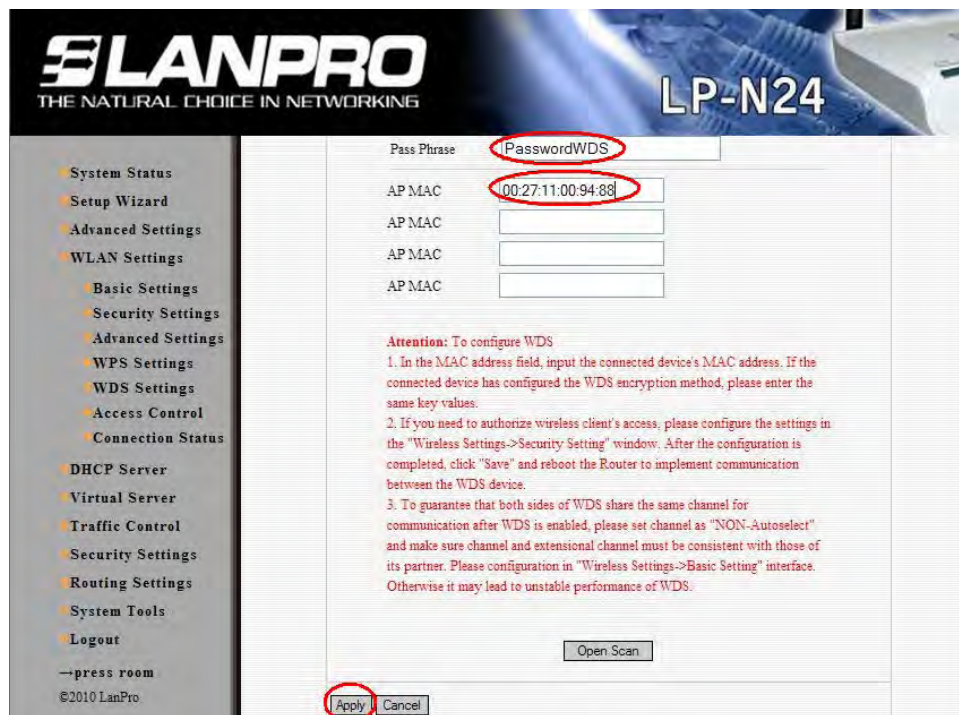 LANPRO
THE NATURAL CHOICE IN NETWORKING
LP-N24
System Status
Setup Wizard
Advanced Settings
WLAN Settings
Basic Settings
Security Settings
Advanced Settings
WPS Settings
WDS Settings
Access Control
Connection Status
DHCP Server
Virtual Server
Traffic Control
Security Settings
Routing Settings
System Tools
Logout
→press room
©2010 LanPro
Pass Phrase PasswordWDS
AP MAC 00:27:11:00:94:88
AP MAC
AP MAC
AP MAC
Attention: To configure WDS
1. In the MAC address field, input the connected device's MAC address. If the
connected device has configured the WDS encryption method, please enter the
same key values.
2. If you need to authorize wireless client's access, please configure the settings in
the "Wireless Settings->Security Setting" window. After the configuration is
completed, click "Save" and reboot the Router to implement communication
between the WDS device.
3. To guarantee that both sides of WDS share the same channel for
communication after WDS is enabled, please set channel as "NON-Autoselect"
and make sure channel and extensional channel must be consistent with those of
its partner. Please configuration in "Wireless Settings->Basic Setting" interface.
Otherwise it may lead to unstable performance of WDS.
Open Scan
Apply Cancel